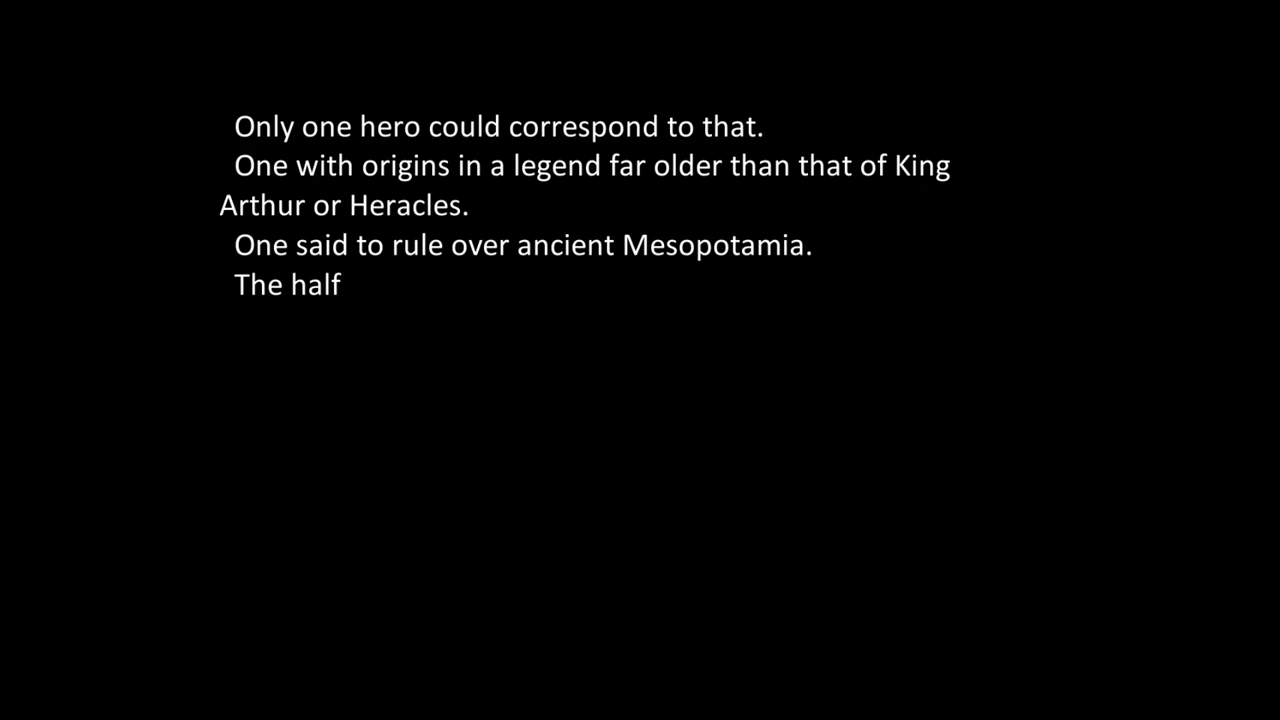 Only one hero could correspond to that.
One with origins in a legend far older than that of King
Arthur or Heracles.
One said to rule over ancient Mesopotamia.
The half